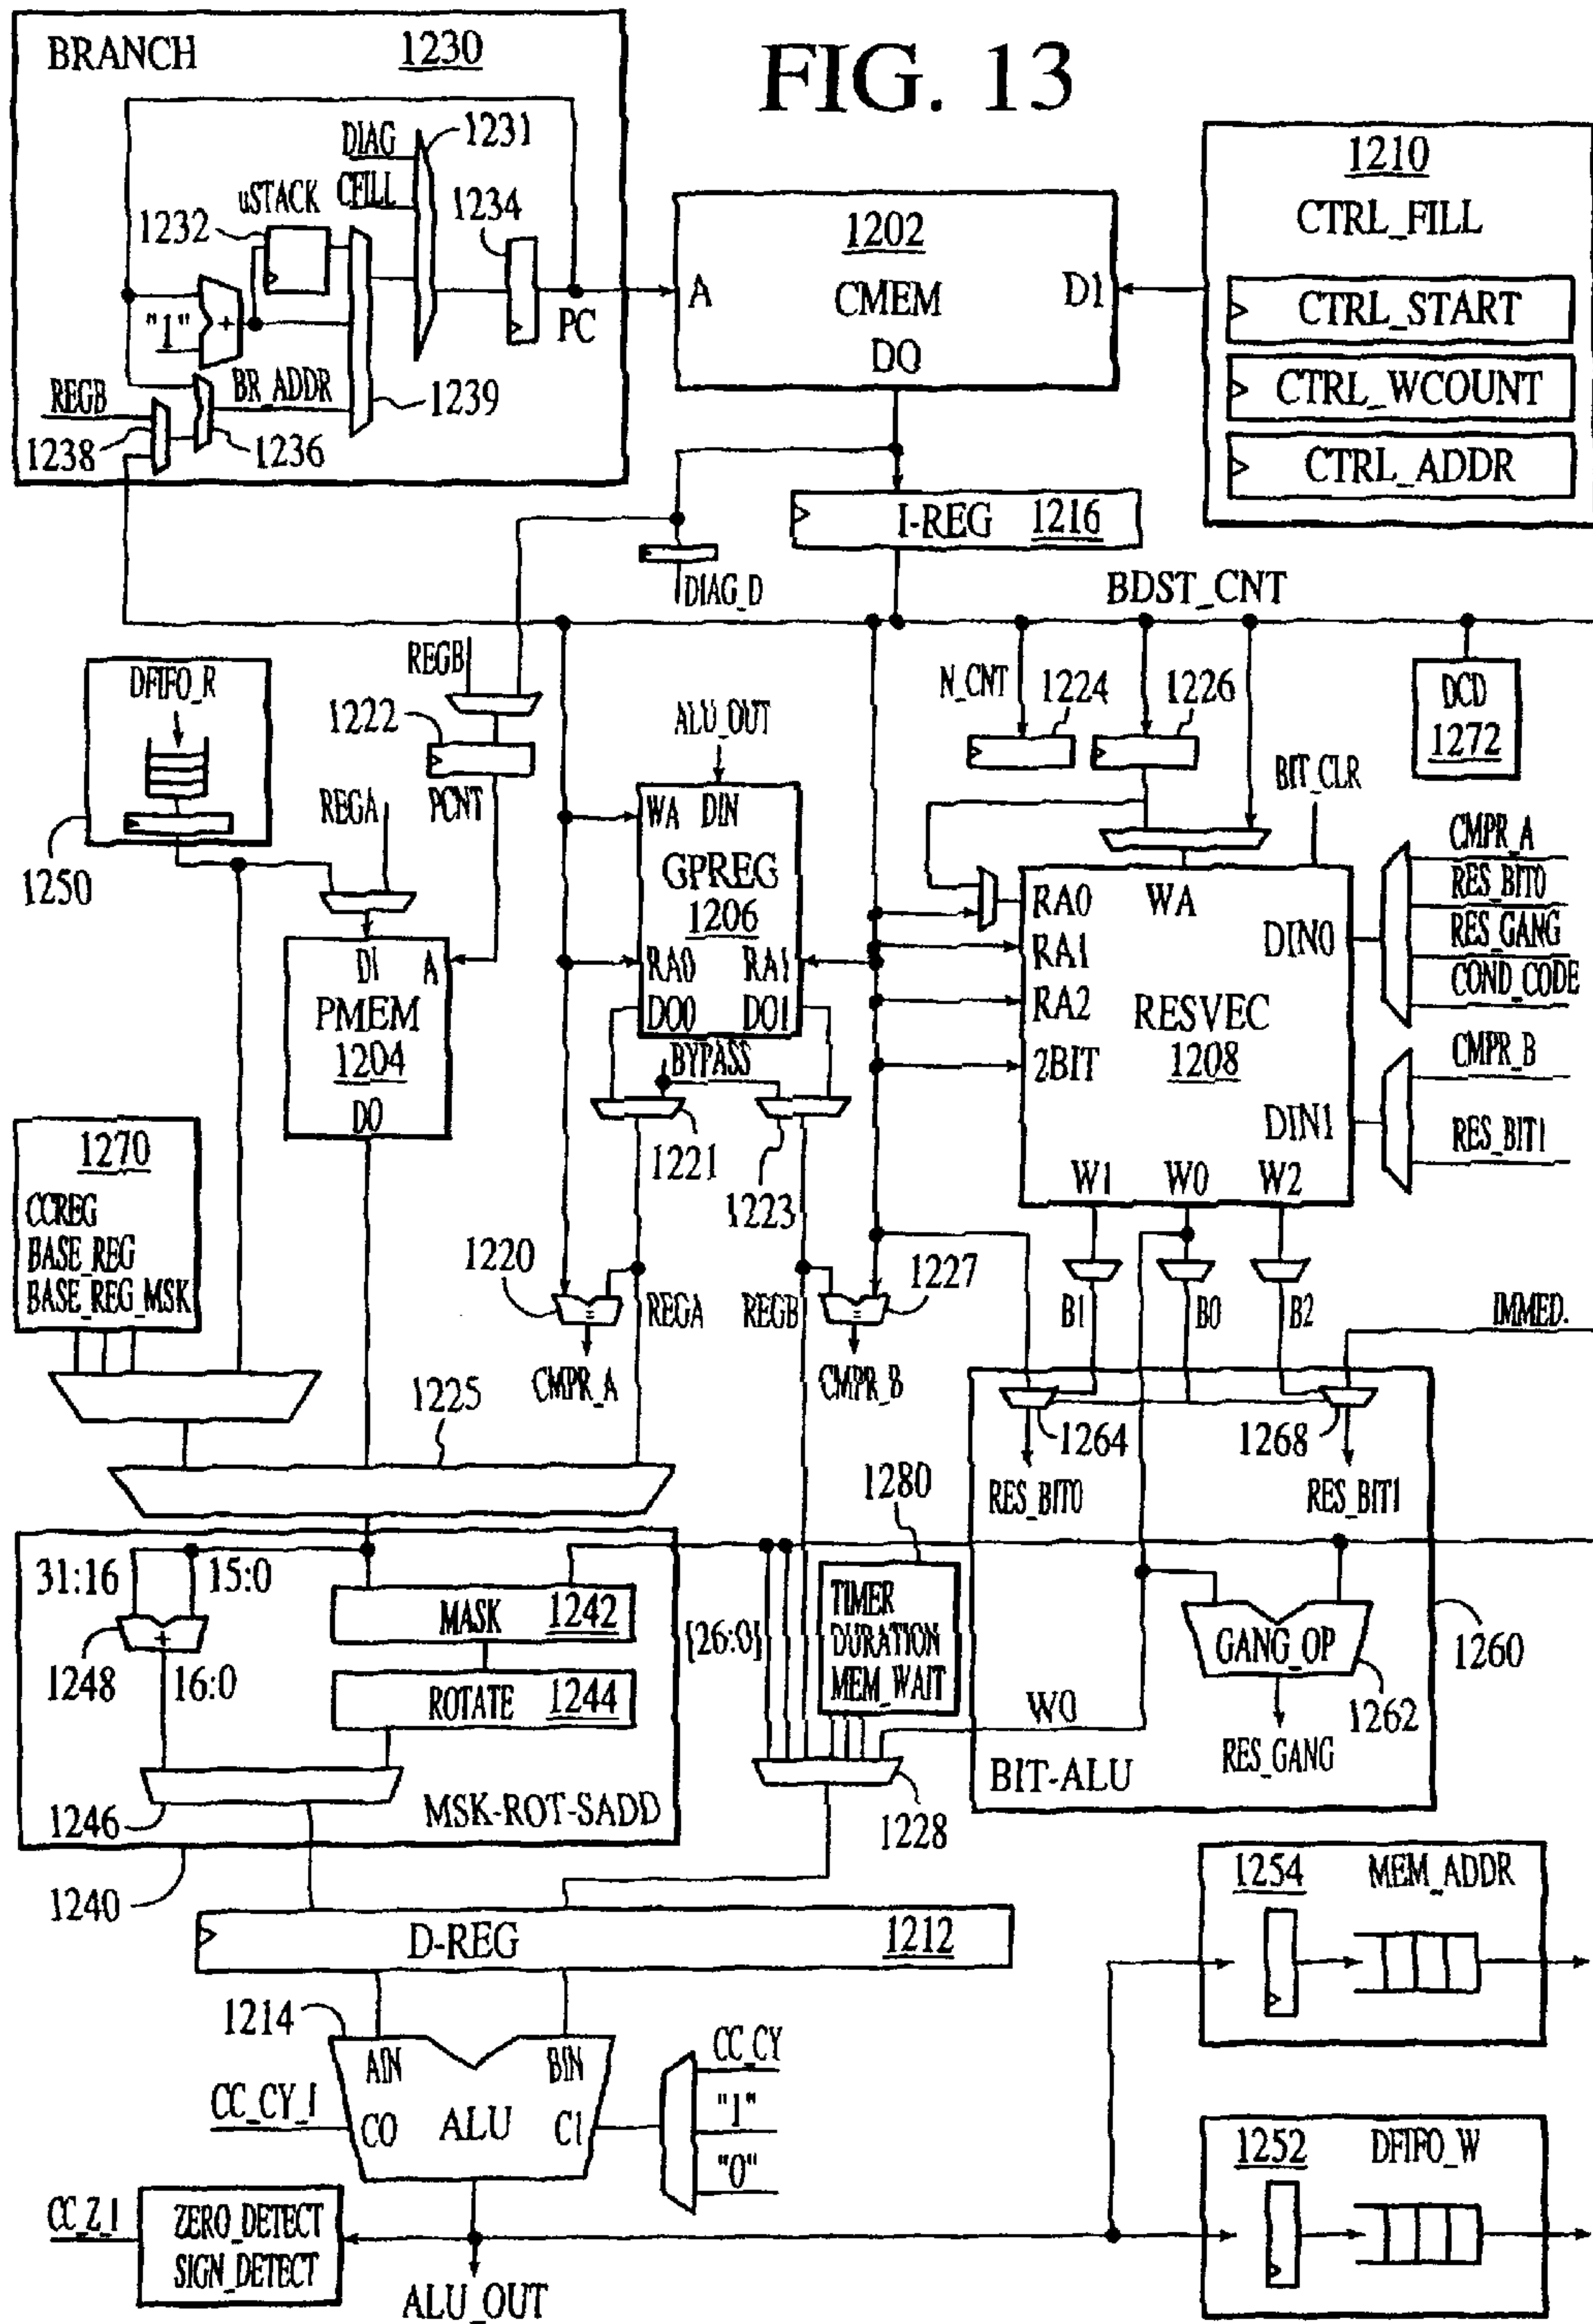 FIG. 13
BRANCH 1230
DIAG
CFILL
1231
uSTACK
1232
1234
"1"
+
PC
BR_ADDR
REGB
1238
1236
1239
1202
A CMEM D1
DO
1210
CTRL_FILL
CTRL_START
CTRL_WCOUNT
CTRL_ADDR
I-REG 1216
DIAG_D
BDST_CNT
DFIFO_R
1250
REGB
1222
PCNT
REGA
ALU_OUT
N_CNT
1224
1226
BIT_CLR
DCD
1272
WA DIN
GPREG
1206
RA0 RA1
DO0 DO1
DI A
PMEM
1204
DO
BYPASS
1221
1223
RA0 WA
RA1
DIN0
RA2
RESVEC
1208
2BIT
DIN1
W1 W0 W2
CMPR_A
RES_BIT0
RES_GANG
COND_CODE
CMPR_B
RES_BIT1
1270
CCREG
BASE_REG
BASE_REG_MSK
1220
=
REGA
CMPR_A
REGB
=
1227
CMPR_B
B1 B0 B2
IMMED.
1225
1264
1268
RES_BIT0
RES_BIT1
1280
TIMER
DURATION
MEM_WAIT
[26:0]
31:16 15:0
MASK 1242
+
1248
16:0
ROTATE 1244
1246
MSK-ROT-SADD
1240
GANG_OP
1262
RES_GANG
1260
W0
BIT-ALU
1228
D-REG 1212
1214
AIN BIN
CO ALU C1
CC_CY_I
CC_CY
"1"
"0"
1254 MEM_ADDR
1252 DFIFO_W
CC_Z_I
ZERO_DETECT
SIGN_DETECT
ALU_OUT